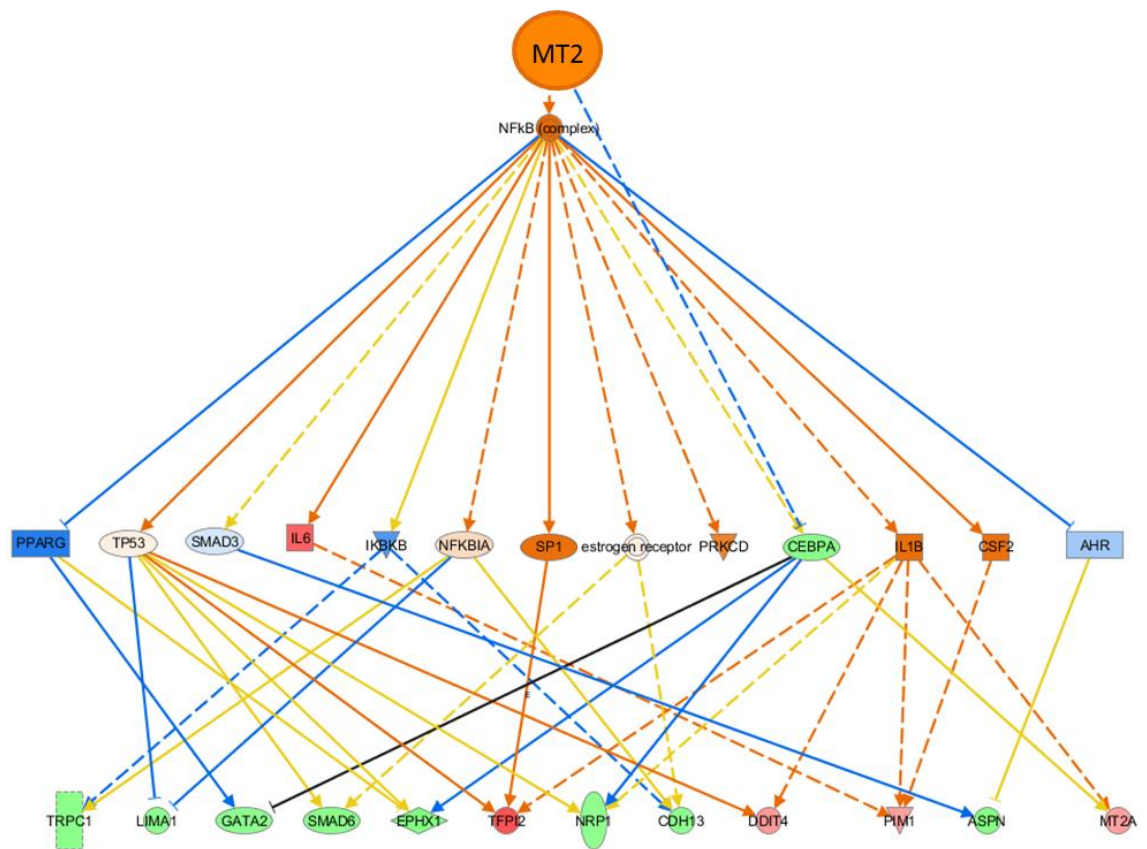 MT2
NFkB (complex)
PPARG
TP53
SMAD3
IL6
IKBKB
NFKBIA
SP1
estrogen receptor
PRKCD
CEBPA
IL1B
CSF2
AHR
E
TRPC1
LIMA1
GATA2
SMAD6
EPHX1
TFPI2
NRP1
CDH13
DDIT4
PIM1
ASPN
MT2A